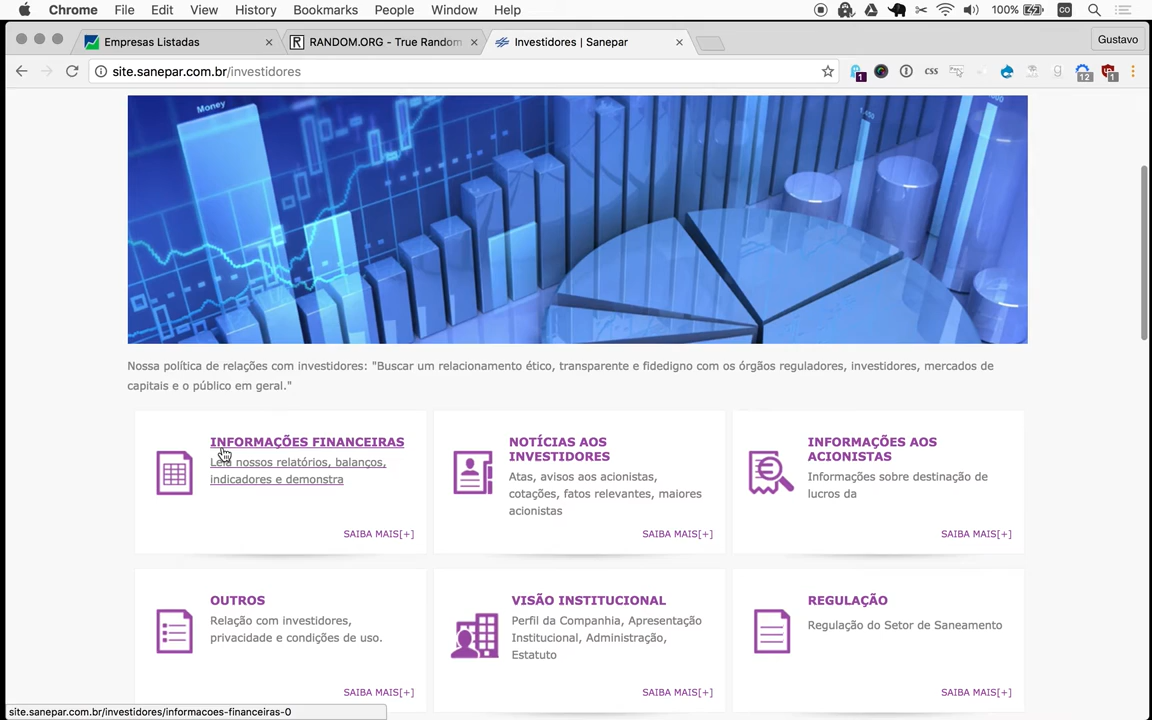 Chrome File Edit View History Bookmarks People Window Help 100% CO
Empresas Listadas RANDOM.ORG - True Random Investidores | Sanepar Gustavo
site.sanepar.com.br/investidores CSS 1 12 1
Money
Nossa política de relações com investidores: "Buscar um relacionamento ético, transparente e fidedigno com os órgãos reguladores, investidores, mercados de
capitais e o público em geral."
INFORMAÇÕES FINANCEIRAS
Leia nossos relatórios, balanços,
indicadores e demonstra
SAIBA MAIS[+]
NOTÍCIAS AOS
INVESTIDORES
Atas, avisos aos acionistas,
cotações, fatos relevantes, maiores
acionistas
SAIBA MAIS[+]
INFORMAÇÕES AOS
ACIONISTAS
Informações sobre destinação de
lucros da
SAIBA MAIS[+]
OUTROS
Relação com investidores,
privacidade e condições de uso.
SAIBA MAIS[+]
VISÃO INSTITUCIONAL
Perfil da Companhia, Apresentação
Institucional, Administração,
Estatuto
SAIBA MAIS[+]
REGULAÇÃO
Regulação do Setor de Saneamento
SAIBA MAIS[+]
site.sanepar.com.br/investidores/informacoes-financeiras-0